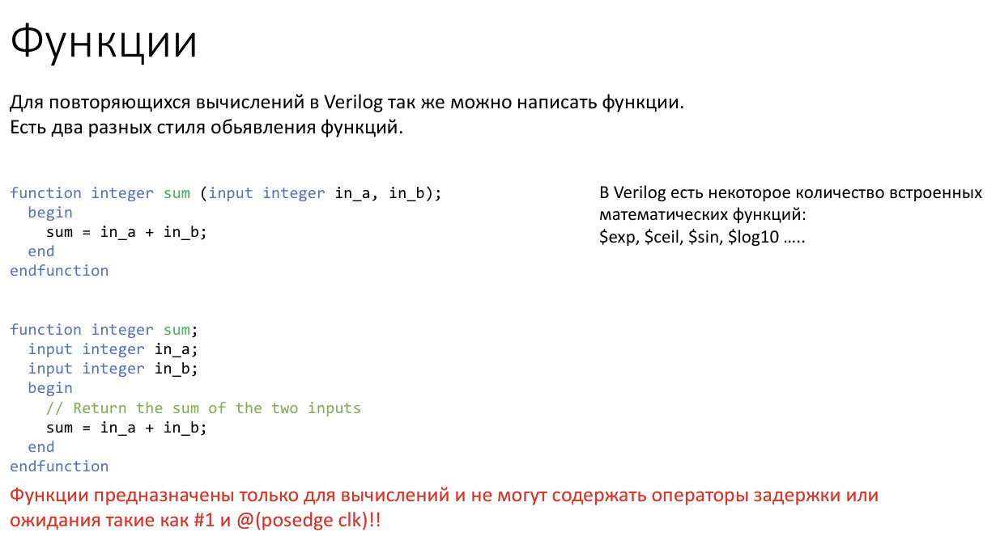 Функции
Для повторяющихся вычислений в Verilog так же можно написать функции.
Есть два разных стиля обьявления функций.
function integer sum (input integer in_a, in_b);
  begin
    sum = in_a + in_b;
  end
endfunction
В Verilog есть некоторое количество встроенных
математических функций:
$exp, $ceil, $sin, $log10 …..
function integer sum;
  input integer in_a;
  input integer in_b;
  begin
    // Return the sum of the two inputs
    sum = in_a + in_b;
  end
endfunction
Функции предназначены только для вычислений и не могут содержать операторы задержки или
ожидания такие как #1 и @(posedge clk)!!